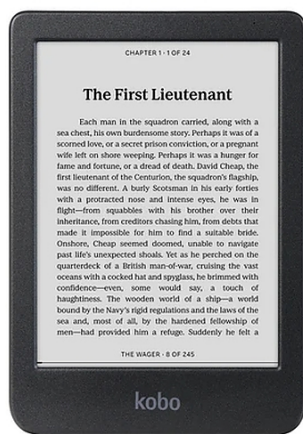 CHAPTER 1 · 1 OF 24
The First Lieutenant
Each man in the squadron carried, along with a
sea chest, his own burdensome story. Perhaps it was of a
scorned love, or a secret prison conviction, or a pregnant
wife left on shore weeping. Perhaps it was a hunger for
fame and fortune, or a dread of death. David Cheap, the
first lieutenant of the Centurion, the squadron's flagship,
was no different. A burly Scotsman in his early forties
with a protracted nose and intense eyes, he was in
flight—from squabbles with his brother over their
inheritance, from creditors chasing him, from debts that
made it impossible for him to find a suitable bride.
Onshore, Cheap seemed doomed, unable to navigate
past life's unexpected shoals. Yet as he perched on the
quarterdeck of a British man-of-war, cruising the vast
oceans with a cocked hat and spyglass, he brimmed with
confidence—even, some would say, a touch of
haughtiness. The wooden world of a ship—a world
bound by the Navy's rigid regulations and the laws of the
sea and, most of all, by the hardened fellowship of
men—had provided him a refuge. Suddenly he felt a
THE WAGER · 8 OF 245
kobo